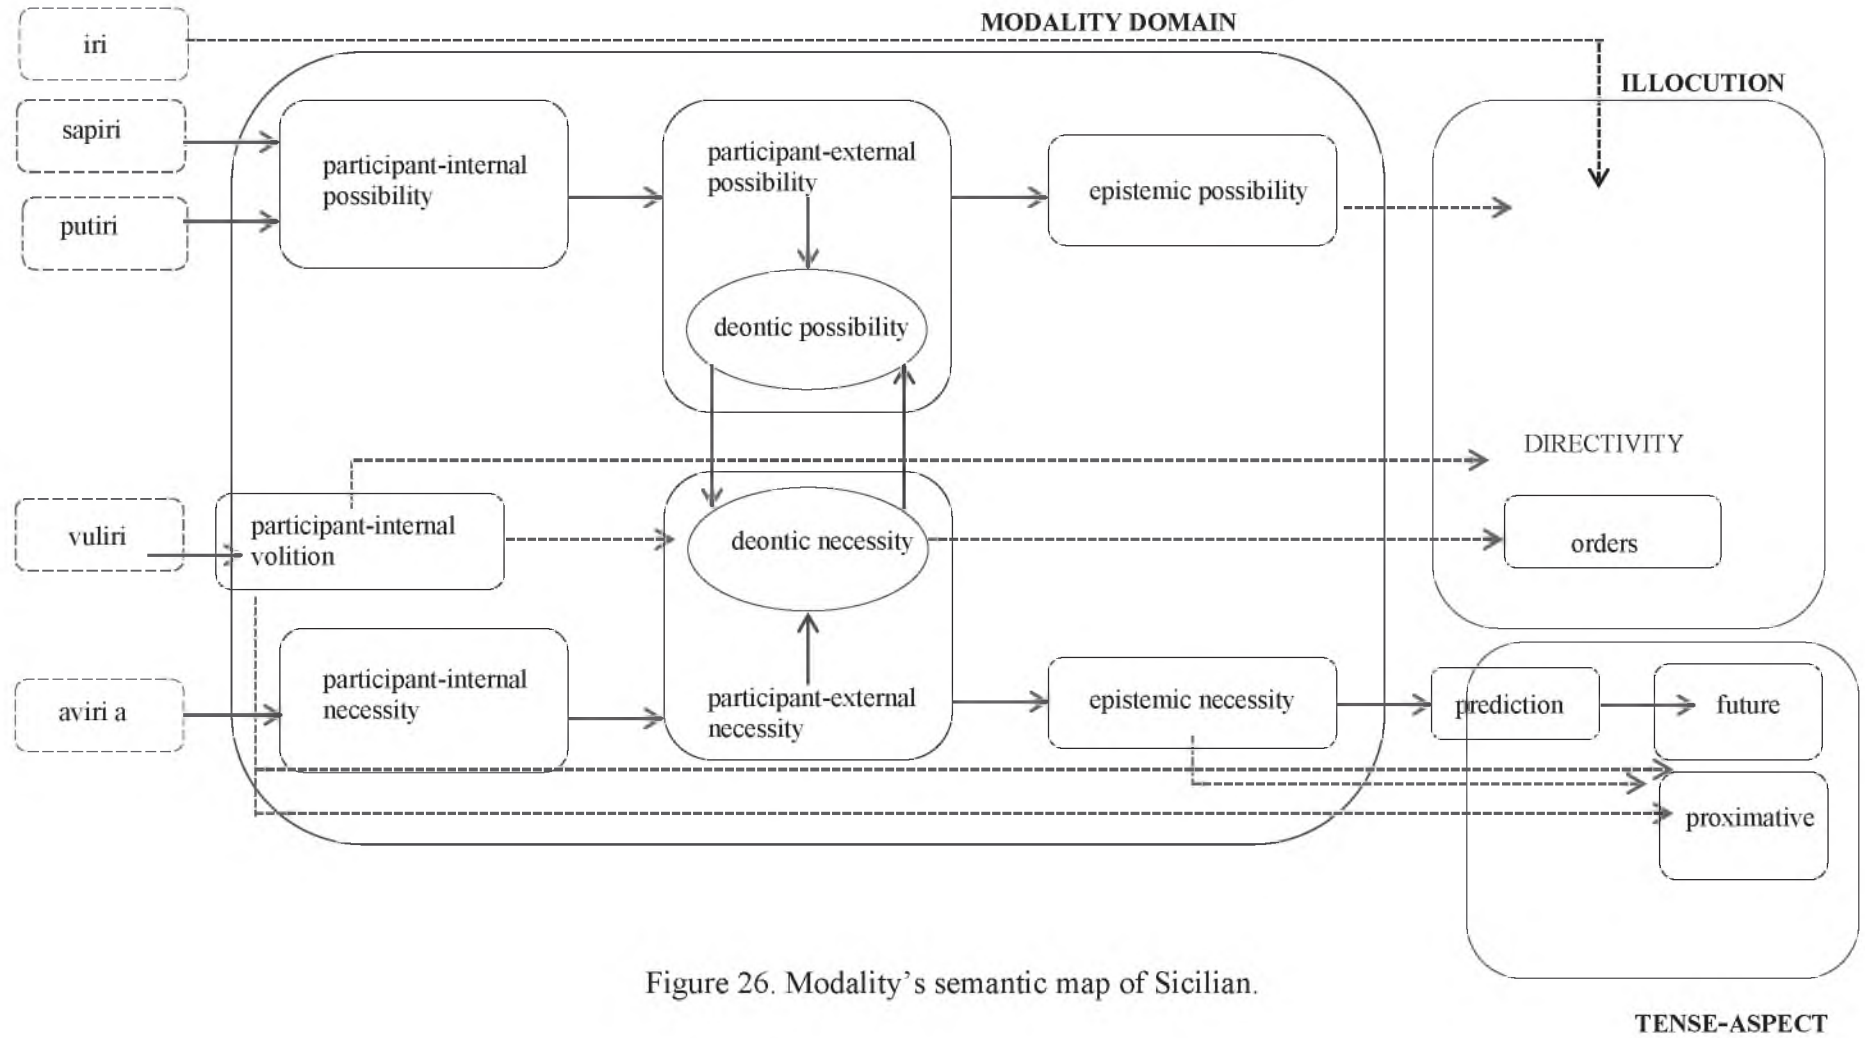 MODALITY DOMAIN
iri
ILLOCUTION
sapiri
participant-internal
possibility
participant-external
possibility
epistemic possibility
putiri
deontic possibility
DIRECTIVITY
vuliri
participant-internal
volition
deontic necessity
orders
aviri a
participant-internal
necessity
participant-external
necessity
epistemic necessity
prediction
future
proximative
Figure 26. Modality’s semantic map of Sicilian.
TENSE-ASPECT